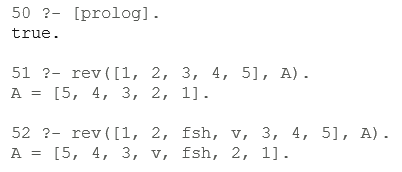 50 ?- [prolog].
true.
51 ?- rev([1, 2, 3, 4, 5], A).
A = [5, 4, 3, 2, 1].
52 ?- rev([1, 2, fsh, v, 3, 4, 5], A).
A = [5, 4, 3, v, fsh, 2, 1].